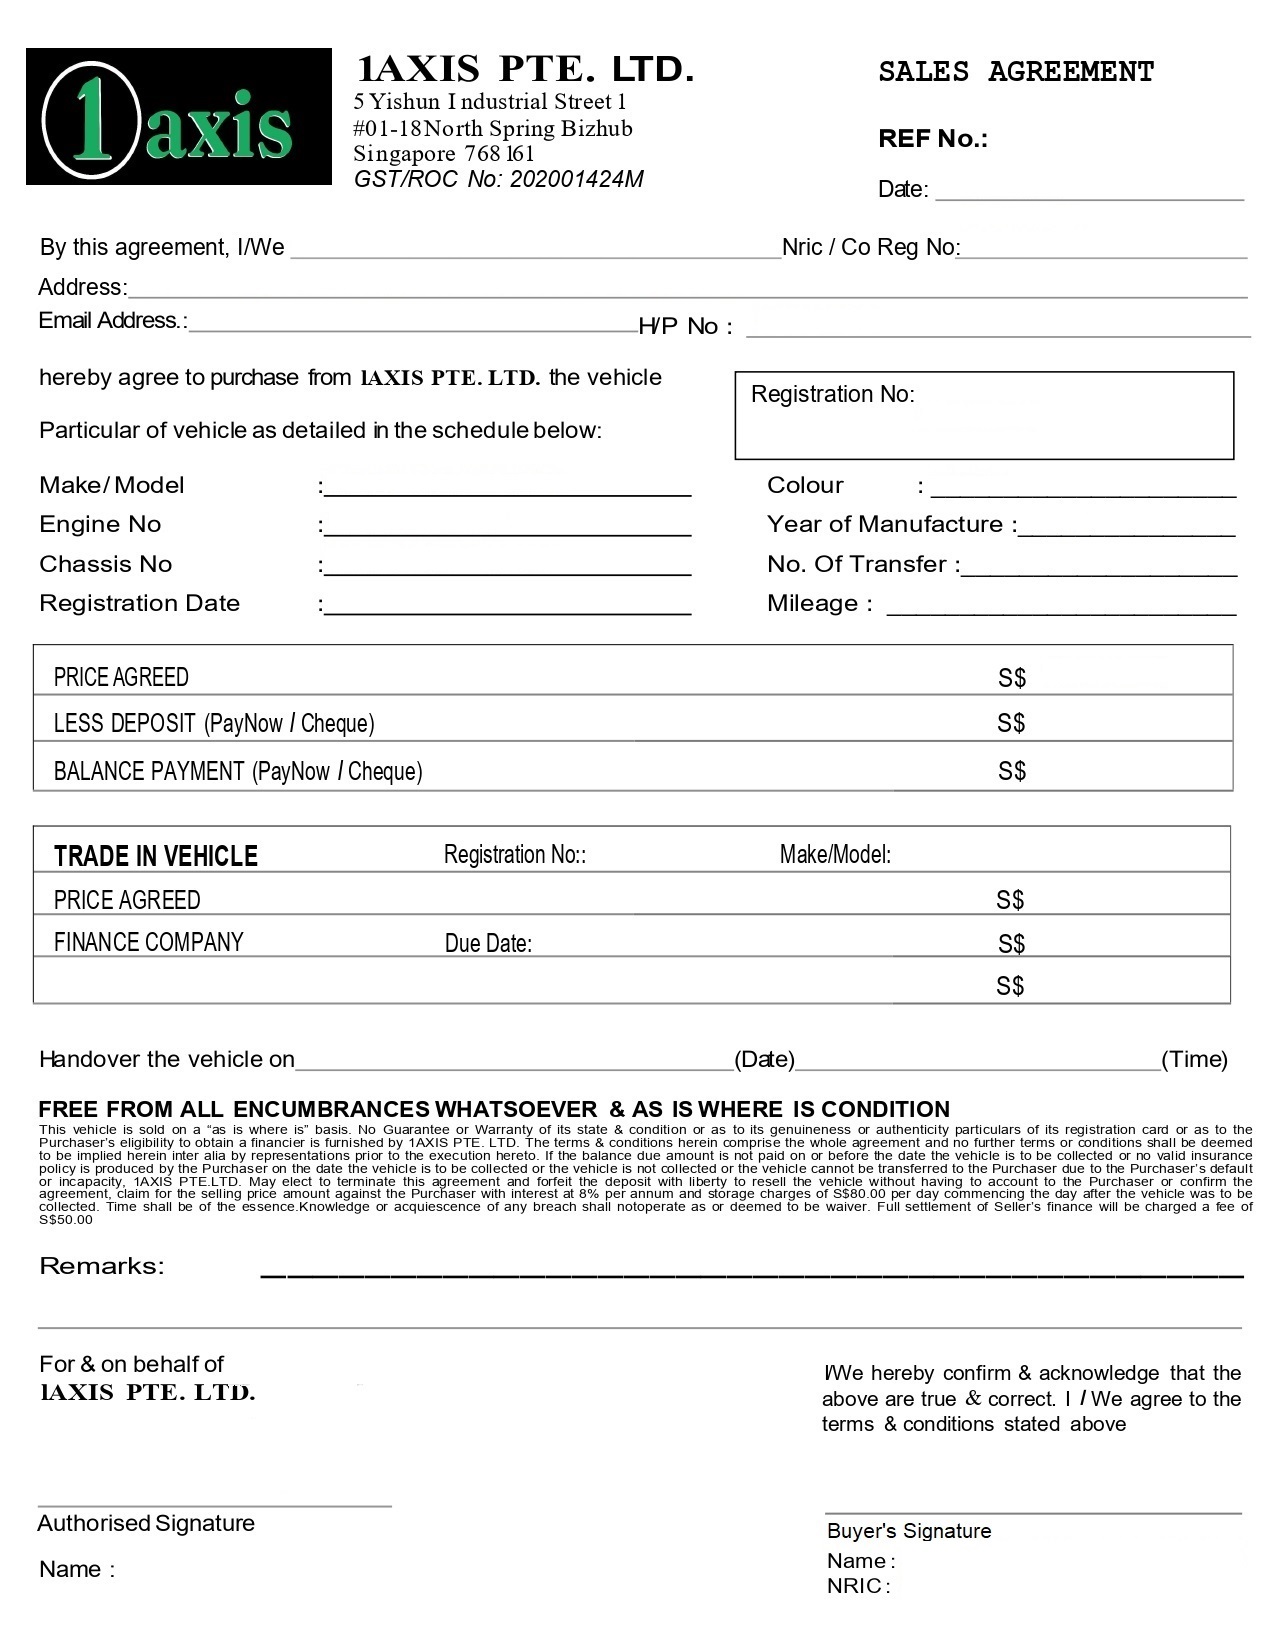 1axis
1AXIS PTE. LTD.
5 Yishun Industrial Street 1
#01-18 North Spring Bizhub
Singapore 768161
GST/ROC No: 202001424M
SALES AGREEMENT
REF No.:
Date:
By this agreement, I/We Nric / Co Reg No:
Address:
Email Address.: H/P No :
hereby agree to purchase from 1AXIS PTE. LTD. the vehicle
Registration No:
Particular of vehicle as detailed in the schedule below:
Make/ Model : Colour :
Engine No : Year of Manufacture :
Chassis No : No. Of Transfer :
Registration Date : Mileage :
PRICE AGREED S$
LESS DEPOSIT (PayNow / Cheque) S$
BALANCE PAYMENT (PayNow / Cheque) S$
TRADE IN VEHICLE Registration No:: Make/Model:
PRICE AGREED S$
FINANCE COMPANY Due Date: S$
S$
Handover the vehicle on (Date) (Time)
FREE FROM ALL ENCUMBRANCES WHATSOEVER & AS IS WHERE IS CONDITION
This vehicle is sold on a “as is where is” basis. No Guarantee or Warranty of its state & condition or as to its genuineness or authenticity particulars of its registration card or as to the
Purchaser’s eligibility to obtain a financier is furnished by 1AXIS PTE. LTD. The terms & conditions herein comprise the whole agreement and no further terms or conditions shall be deemed
to be implied herein inter alia by representations prior to the execution hereto. If the balance due amount is not paid on or before the date the vehicle is to be collected or no valid insurance
policy is produced by the Purchaser on the date the vehicle is to be collected or the vehicle is not collected or the vehicle cannot be transferred to the Purchaser due to the Purchaser’s default
or incapacity, 1AXIS PTE.LTD. May elect to terminate this agreement and forfeit the deposit with liberty to resell the vehicle without having to account to the Purchaser or confirm the
agreement, claim for the selling price amount against the Purchaser with interest at 8% per annum and storage charges of S$80.00 per day commencing the day after the vehicle was to be
collected. Time shall be of the essence.Knowledge or acquiescence of any breach shall notoperate as or deemed to be waiver. Full settlement of Seller’s finance will be charged a fee of
S$50.00
Remarks:
For & on behalf of
1AXIS PTE. LTD.
I/We hereby confirm & acknowledge that the
above are true & correct. I / We agree to the
terms & conditions stated above
Authorised Signature
Name :
Buyer's Signature
Name :
NRIC :